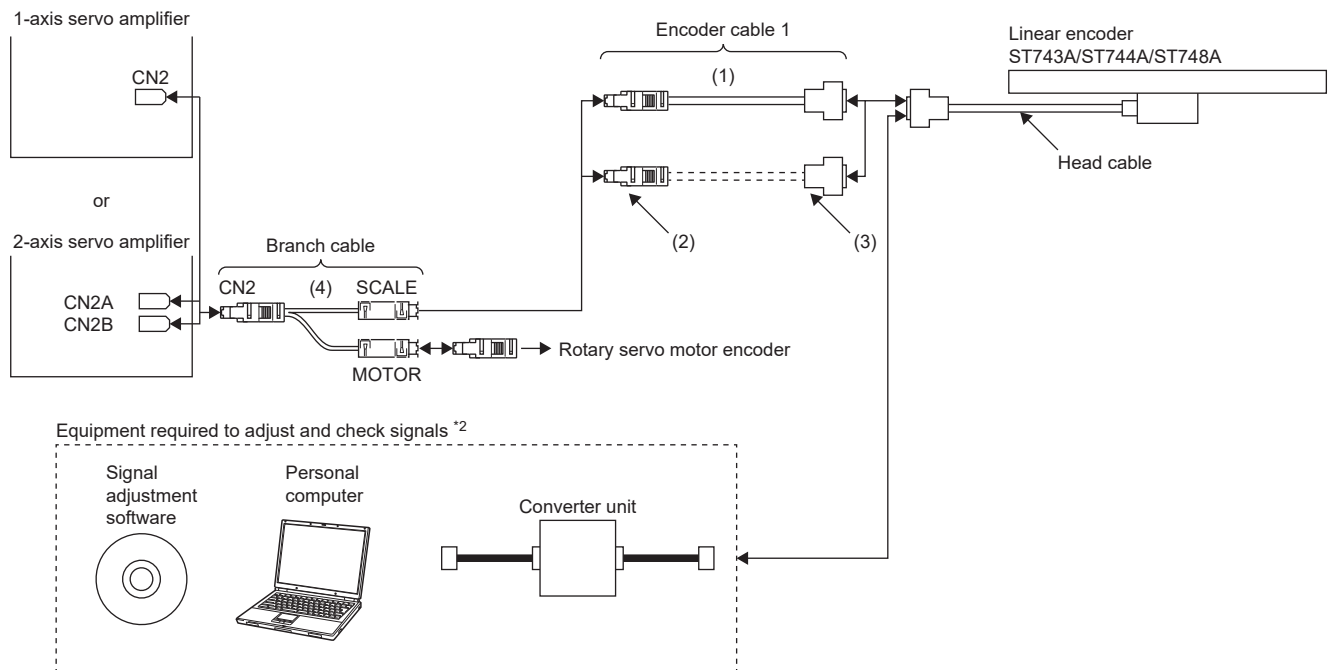 1-axis servo amplifier
CN2
or
2-axis servo amplifier
CN2A
CN2B
Branch cable
CN2
(4)
SCALE
MOTOR
Rotary servo motor encoder
Encoder cable 1
(1)
(2)
(3)
Linear encoder
ST743A/ST744A/ST748A
Head cable
Equipment required to adjust and check signals *2
Signal
adjustment
software
Personal
computer
Converter unit